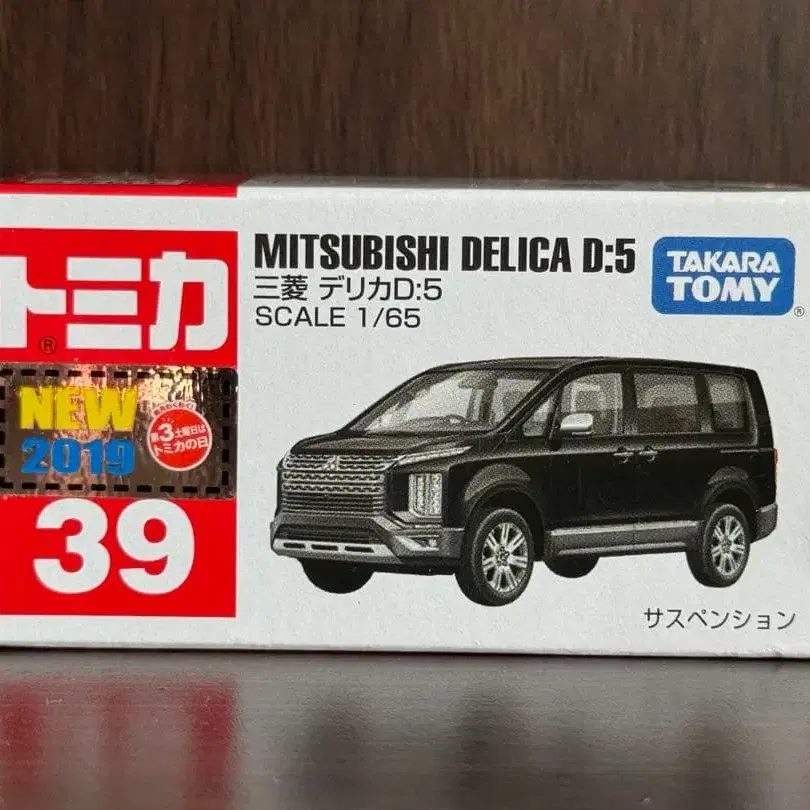 トミカ
®
NEW
2019
第3土曜日は
トミカの日
39
MITSUBISHI DELICA D:5
三菱 デリカD:5
SCALE 1/65
TAKARA
TOMY
®
サスペンション